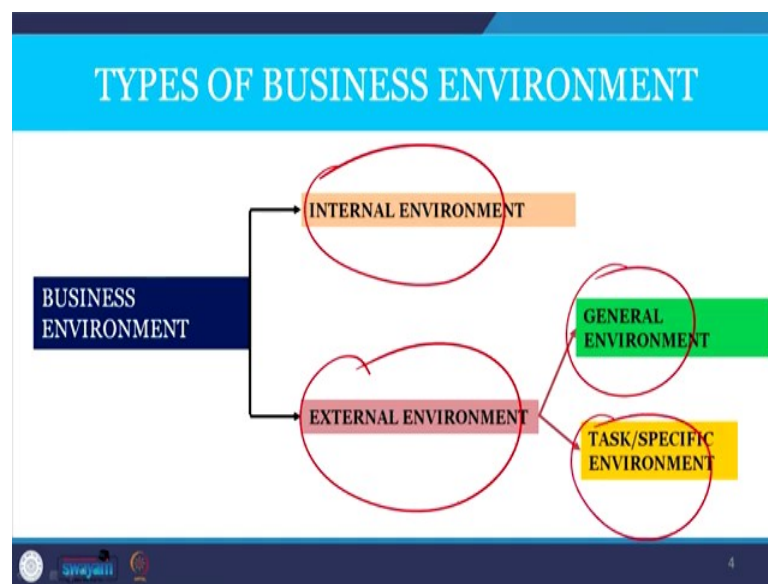 TYPES OF BUSINESS ENVIRONMENT
INTERNAL ENVIRONMENT
BUSINESS
ENVIRONMENT
GENERAL
ENVIRONMENT
EXTERNAL ENVIRONMENT
TASK/SPECIFIC
ENVIRONMENT
swayam
4